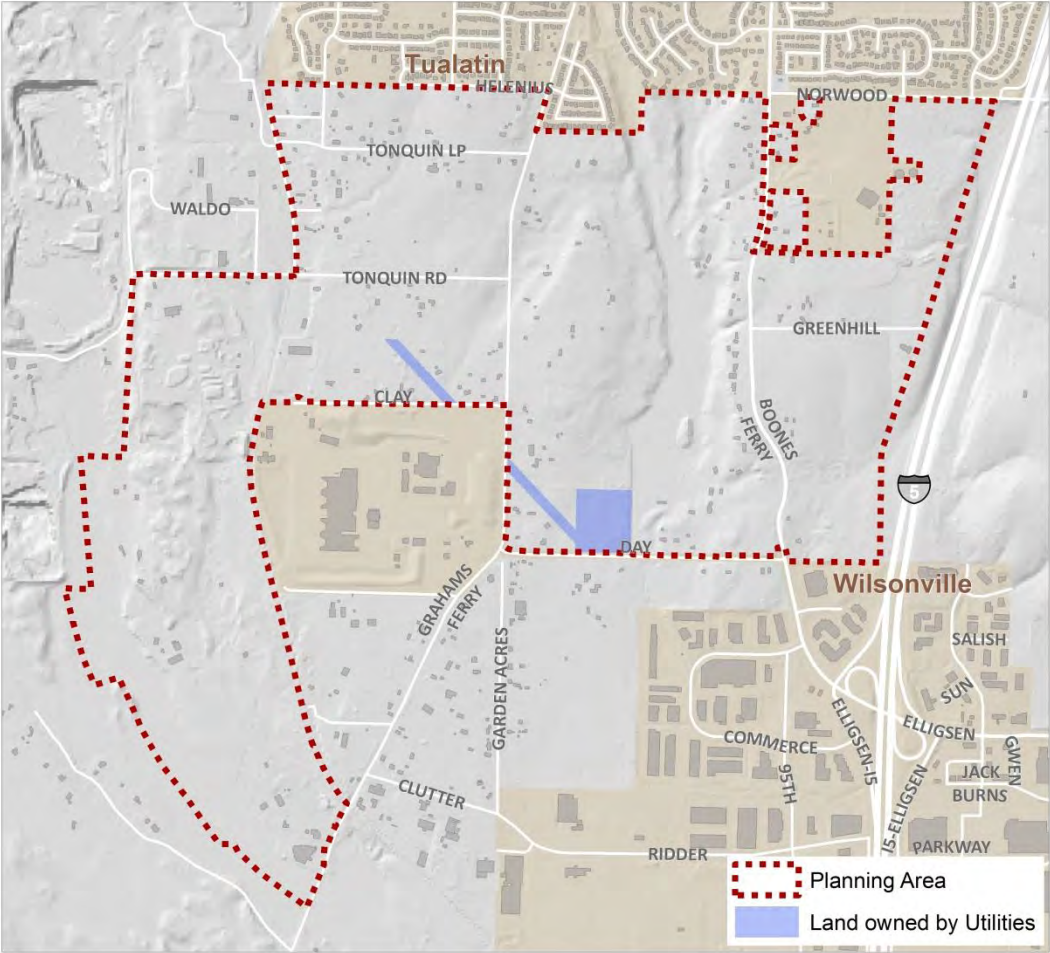 Tualatin
HELENIUS
NORWOOD
TONQUIN LP
WALDO
TONQUIN RD
GREENHILL
CLAY
BOONES
FERRY
5
DAY
Wilsonville
GRAHAMS
FERRY
SALISH
GARDEN ACRES
SUN
ELLIGSEN
ELLIGSEN-I5
COMMERCE
GWEN
95TH
JACK
BURNS
CLUTTER
I5-ELLIGSEN
PARKWAY
RIDDER
Planning Area
Land owned by Utilities